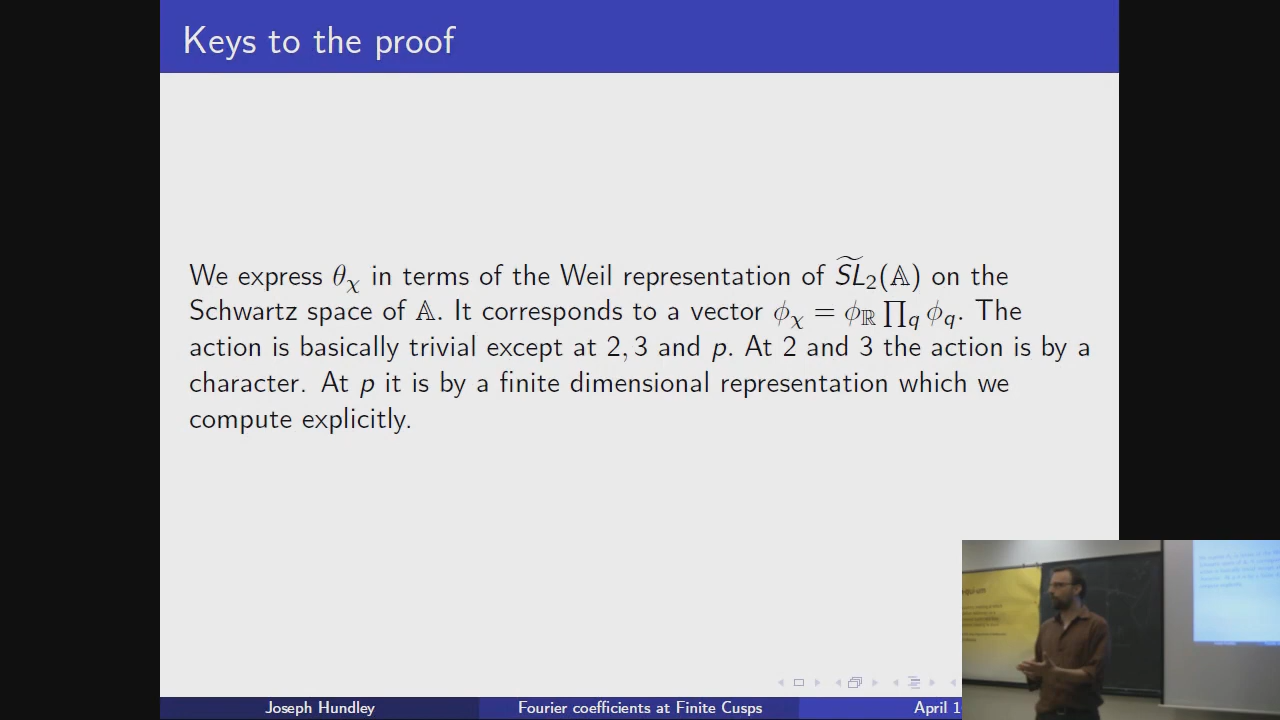 Keys to the proof
We express θ_χ in terms of the Weil representation of S͠L₂(𝔸) on the
Schwartz space of 𝔸. It corresponds to a vector ϕ_χ = ϕ_ℝ ∏_q ϕ_q. The
action is basically trivial except at 2, 3 and p. At 2 and 3 the action is by a
character. At p it is by a finite dimensional representation which we
compute explicitly.
Joseph Hundley Fourier coefficients at Finite Cusps April 1